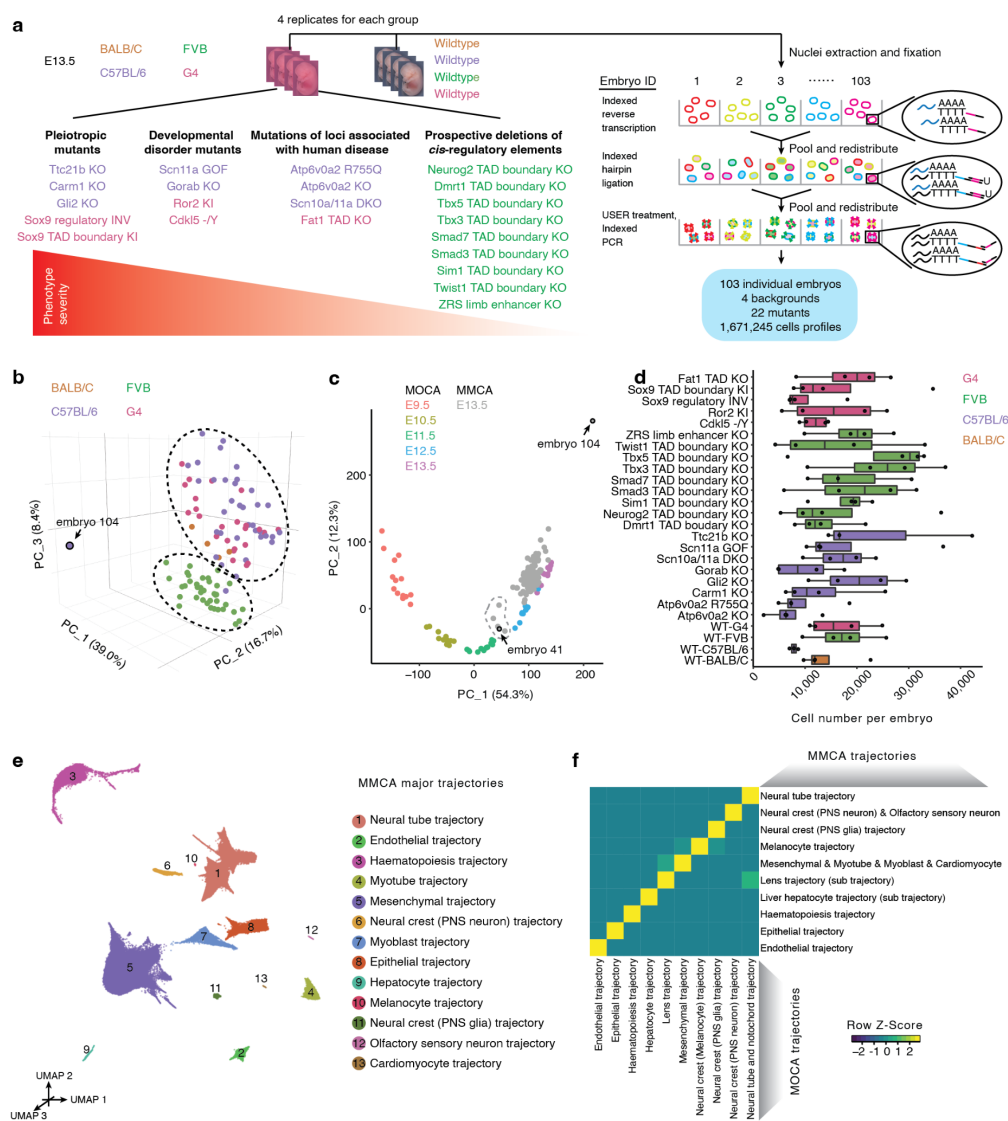 a
4 replicates for each group
E13.5
BALB/C
FVB
C57BL/6
G4
Wildtype
Wildtype
Wildtype
Wildtype
Pleiotropic
mutants
Ttc21b KO
Carm1 KO
Gli2 KO
Sox9 regulatory INV
Sox9 TAD boundary KI
Developmental
disorder mutants
Scn11a GOF
Gorab KO
Ror2 KI
Cdkl5 -/Y
Mutations of loci associated
with human disease
Atp6v0a2 R755Q
Atp6v0a2 KO
Scn10a/11a DKO
Fat1 TAD KO
Prospective deletions of
cis-regulatory elements
Neurog2 TAD boundary KO
Dmrt1 TAD boundary KO
Tbx5 TAD boundary KO
Tbx3 TAD boundary KO
Smad7 TAD boundary KO
Smad3 TAD boundary KO
Sim1 TAD boundary KO
Twist1 TAD boundary KO
ZRS limb enhancer KO
Phenotype
severity
Nuclei extraction and fixation
Embryo ID
1 2 3 ...... 103
Indexed
reverse
transcription
AAAA
TTTT
AAAA
TTTT
Pool and redistribute
Indexed
hairpin
ligation
AAAA
TTTT
U
AAAA
TTTT
U
Pool and redistribute
USER treatment,
Indexed
PCR
AAAA
TTTT
AAAA
TTTT
103 individual embryos
4 backgrounds
22 mutants
1,671,245 cells profiles
b
BALB/C
FVB
C57BL/6
G4
embryo 104
PC_3 (8.4%)
PC_1 (39.0%)
PC_2 (16.7%)
c
MOCA MMCA
E9.5 E13.5
E10.5
E11.5
E12.5
E13.5
embryo 104
200
100
0
PC_2 (12.3%)
embryo 41
−100 0 100 200
PC_1 (54.3%)
d
Fat1 TAD KO
Sox9 TAD boundary KI
Sox9 regulatory INV
Ror2 KI
Cdkl5 -/Y
ZRS limb enhancer KO
Twist1 TAD boundary KO
Tbx5 TAD boundary KO
Tbx3 TAD boundary KO
Smad7 TAD boundary KO
Smad3 TAD boundary KO
Sim1 TAD boundary KO
Neurog2 TAD boundary KO
Dmrt1 TAD boudary KO
Ttc21b KO
Scn11a GOF
Scn10a/11a DKO
Gorab KO
Gli2 KO
Carm1 KO
Atp6v0a2 R755Q
Atp6v0a2 KO
WT-G4
WT-FVB
WT-C57BL/6
WT-BALB/C
G4
FVB
C57BL/6
BALB/C
0
10,000
20,000
30,000
40,000
Cell number per embryo
e
MMCA major trajectories
3
10
6
1
7
8
12
5
13
11
4
9
2
UMAP 2
UMAP 1
UMAP 3
1 Neural tube trajectory
2 Endothelial trajectory
3 Haematopoiesis trajectory
4 Myotube trajectory
5 Mesenchymal trajectory
6 Neural crest (PNS neuron) trajectory
7 Myoblast trajectory
8 Epithelial trajectory
9 Hepatocyte trajectory
10 Melanocyte trajectory
11 Neural crest (PNS glia) trajectory
12 Olfactory sensory neuron trajectory
13 Cardiomyocyte trajectory
f
MMCA trajectories
Neural tube trajectory
Neural crest (PNS neuron) & Olfactory sensory neuron
Neural crest (PNS glia) trajectory
Melanocyte trajectory
Mesenchymal & Myotube & Myoblast & Cardiomyocyte
Lens trajectory (sub trajectory)
Liver hepatocyte trajectory (sub trajectory)
Haematopoiesis trajectory
Epithelial trajectory
Endothelial trajectory
Endothelial trajectory
Epithelial trajectory
Haematopoiesis trajectory
Hepatocyte trajectory
Lens trajectory
Mesenchymal trajectory
Neural crest (Melanocyte) trajectory
Neural crest (PNS glia) trajectory
Neural crest (PNS neuron) trajectory
Neural tube and notochord trajectory
MOCA trajectories
Row Z-Score
−2 −1 0 1 2